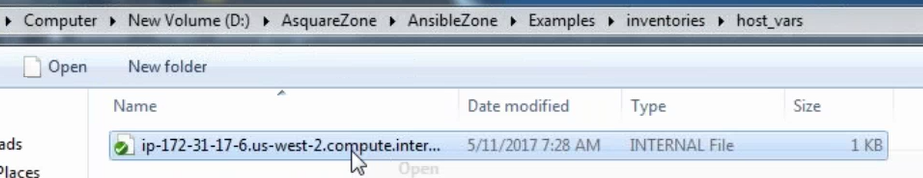 Computer New Volume (D:) AsquareZone AnsibleZone Examples inventories host_vars
Open New folder
Name Date modified Type Size
ip-172-31-17-6.us-west-2.compute.inter... 5/11/2017 7:28 AM INTERNAL File 1 KB
ads
Open
Places